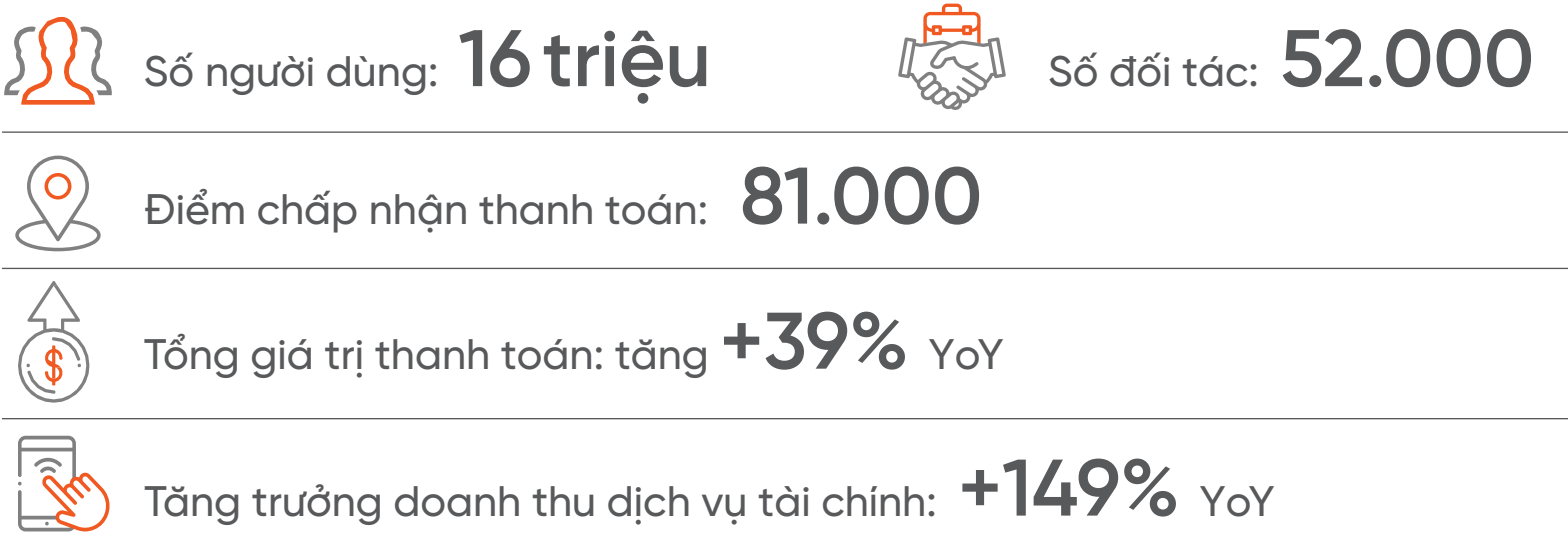 Số người dùng: 16 triệu
Số đối tác: 52.000
Điểm chấp nhận thanh toán: 81.000
$ Tổng giá trị thanh toán: tăng +39% YoY
Tăng trưởng doanh thu dịch vụ tài chính: +149% YoY